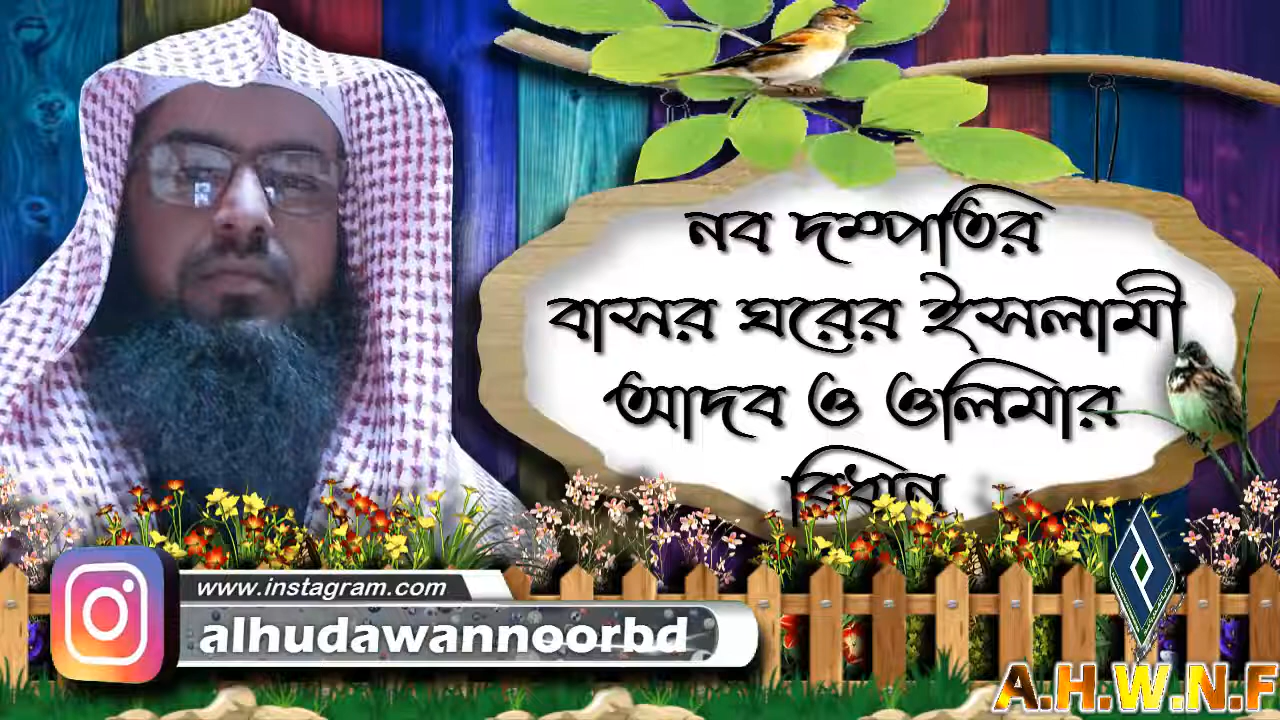 নব দম্পতির
বাসর ঘরের ইসলামী
আদব ও ওলিমার
বিধান
www.instagram.com
alhudawannoorbd
A.H.W.N.F